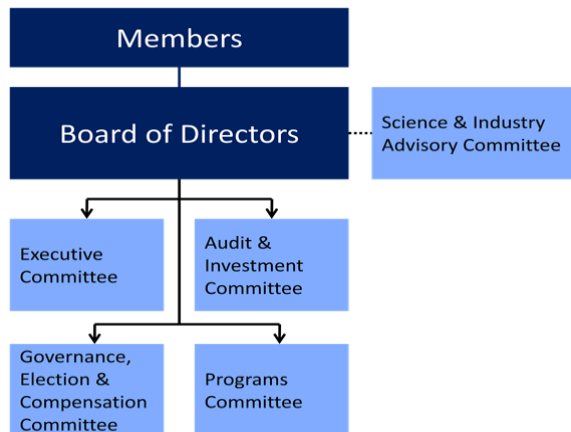 Members
Board of Directors
Science & Industry
Advisory Committee
Executive
Committee
Audit &
Investment
Committee
Governance,
Election &
Compensation
Committee
Programs
Committee